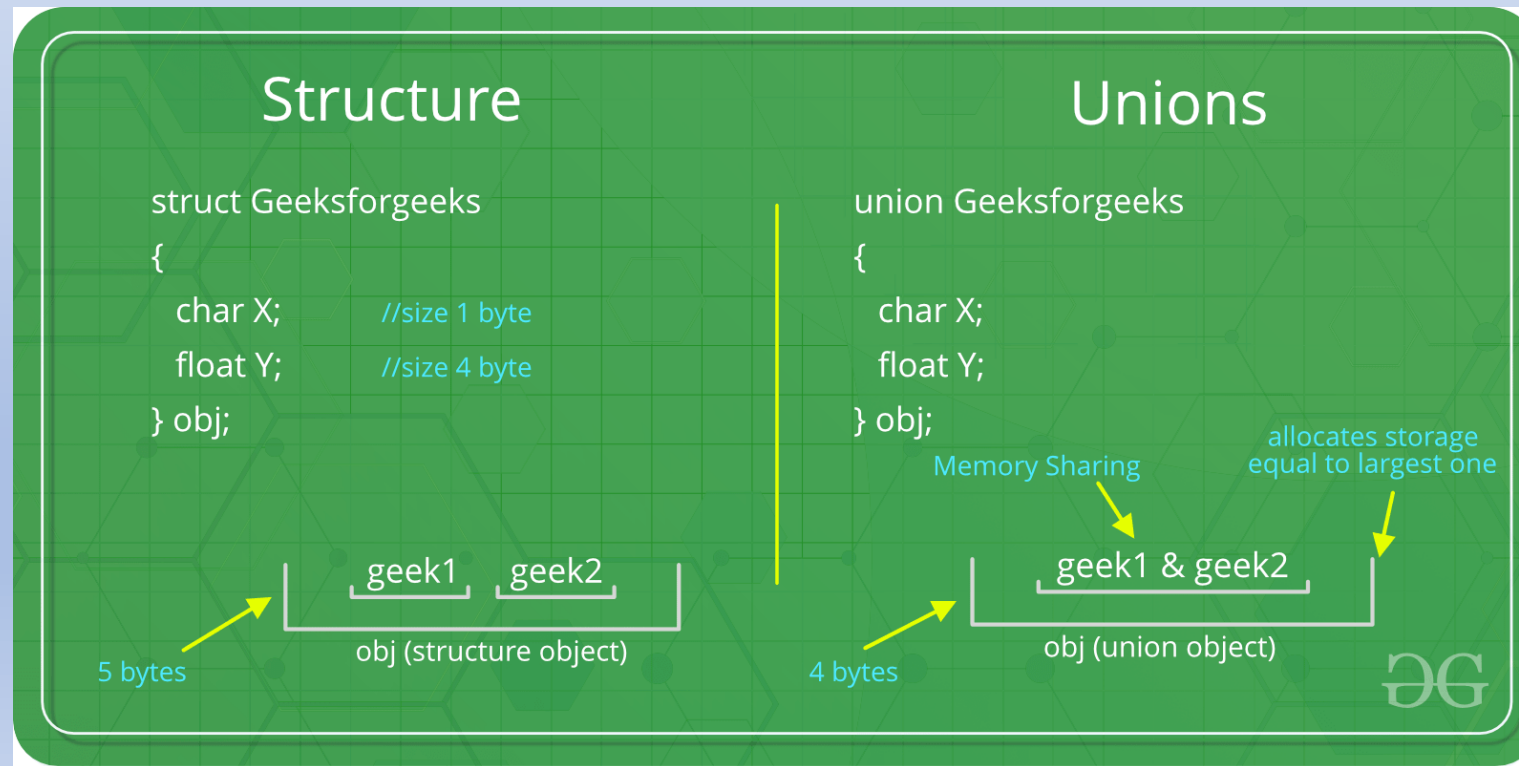 Structure
struct Geeksforgeeks
{
char X; //size 1 byte
float Y; //size 4 byte
} obj;
geek1 geek2
obj (structure object)
5 bytes
Unions
union Geeksforgeeks
{
char X;
float Y;
} obj;
Memory Sharing
allocates storage
equal to largest one
geek1 & geek2
obj (union object)
4 bytes
GG